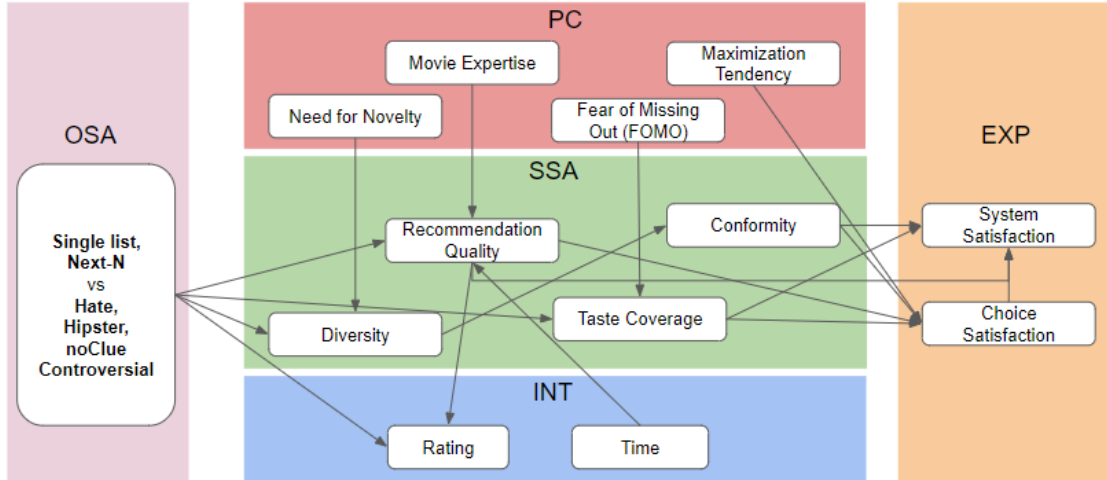 PC
Movie Expertise
Maximization
Tendency
Need for Novelty
Fear of Missing
Out (FOMO)
OSA
EXP
SSA
Single list,
Next-N
vs
Hate,
Hipster,
noClue
Controversial
Recommendation
Quality
Conformity
System
Satisfaction
Diversity
Taste Coverage
Choice
Satisfaction
INT
Rating
Time